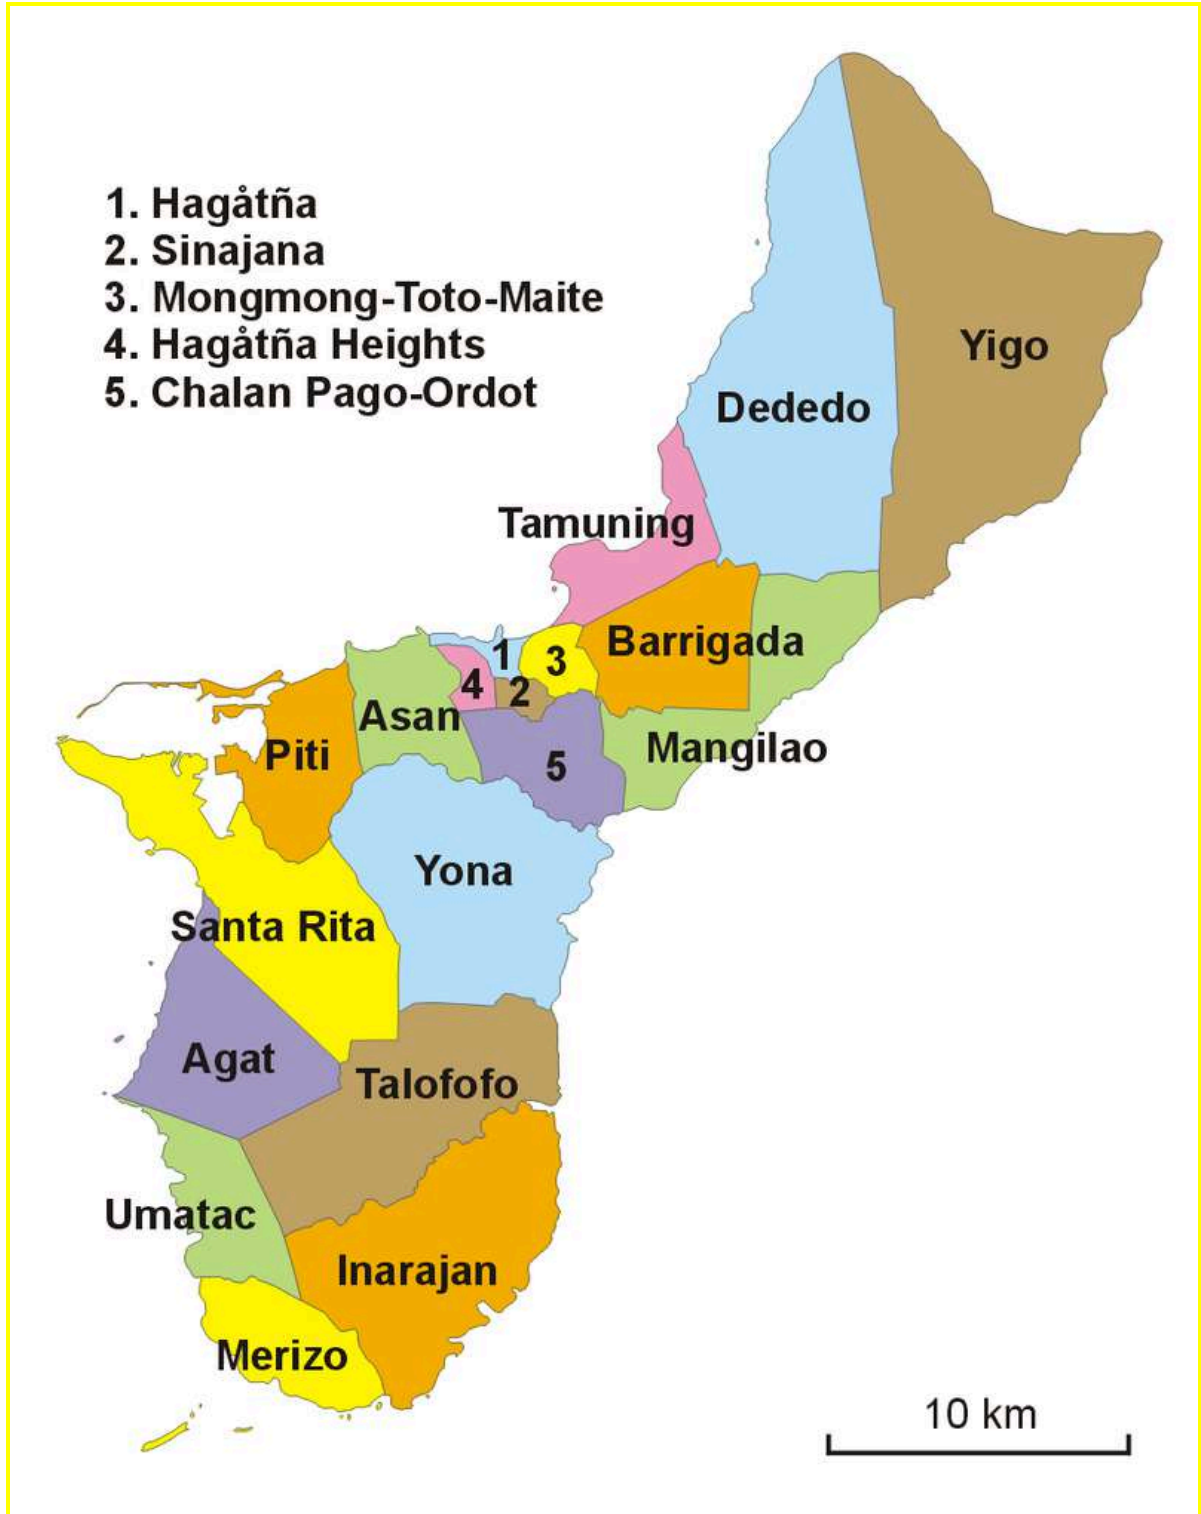 1. Hagåtña
2. Sinajana
3. Mongmong-Toto-Maite
4. Hagåtña Heights
5. Chalan Pago-Ordot
Yigo
Dededo
Tamuning
Barrigada
1
3
4
2
Asan
Mangilao
Piti
5
Yona
Santa Rita
Agat
Talofofo
Umatac
Inarajan
Merizo
10 km